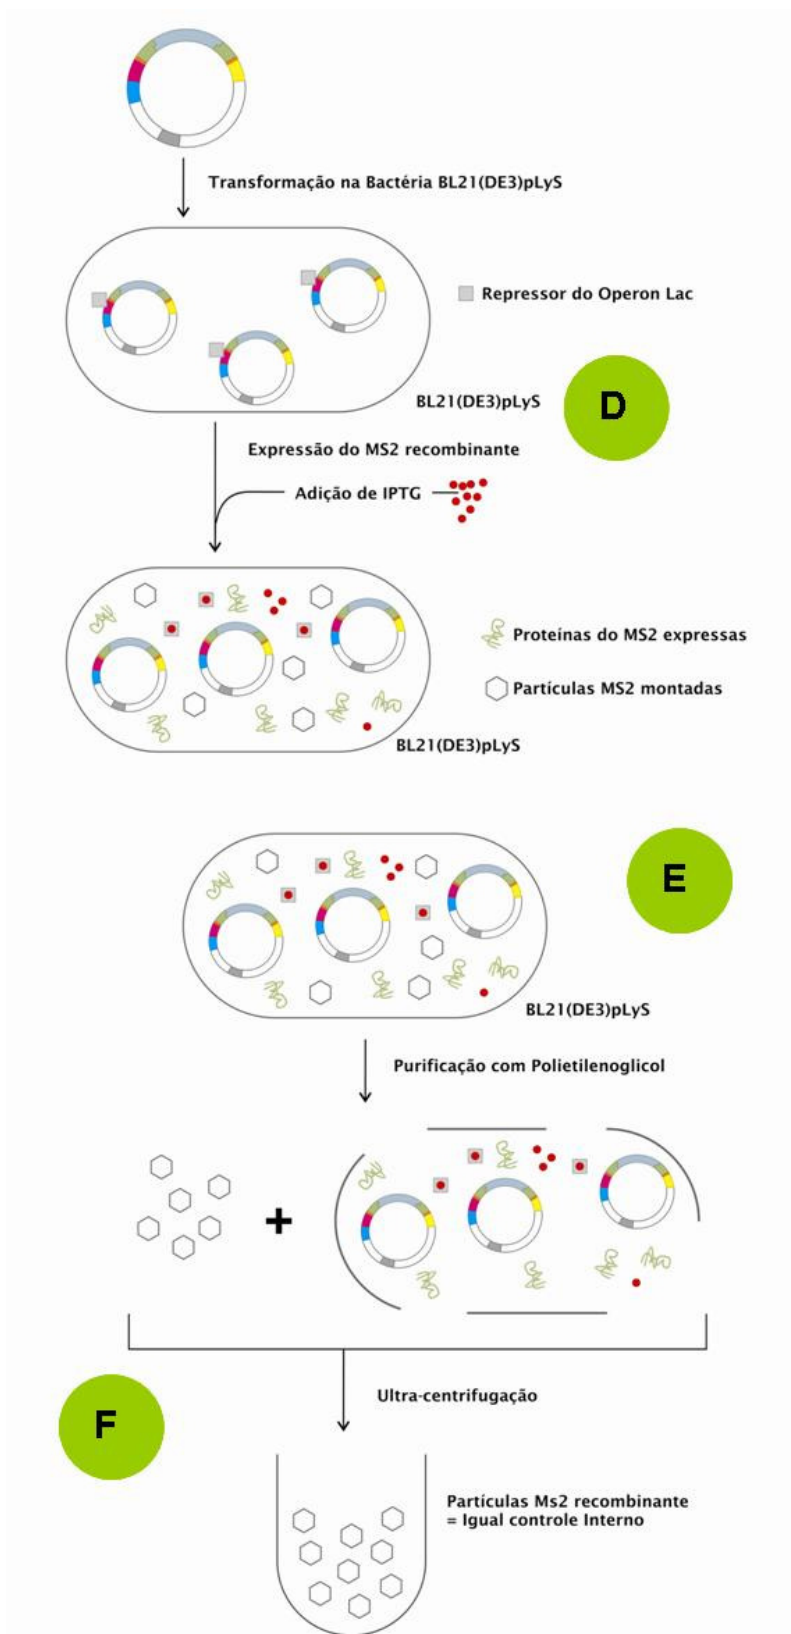 Transformação na Bactéria BL21(DE3)pLyS
Repressor do Operon Lac
BL21(DE3)pLyS
D
Expressão do MS2 recombinante
Adição de IPTG
Proteínas do MS2 expressas
Partículas MS2 montadas
BL21(DE3)pLyS
E
BL21(DE3)pLyS
Purificação com Polietilenoglicol
+
Ultra-centrifugação
F
Partículas Ms2 recombinante
= Igual controle Interno